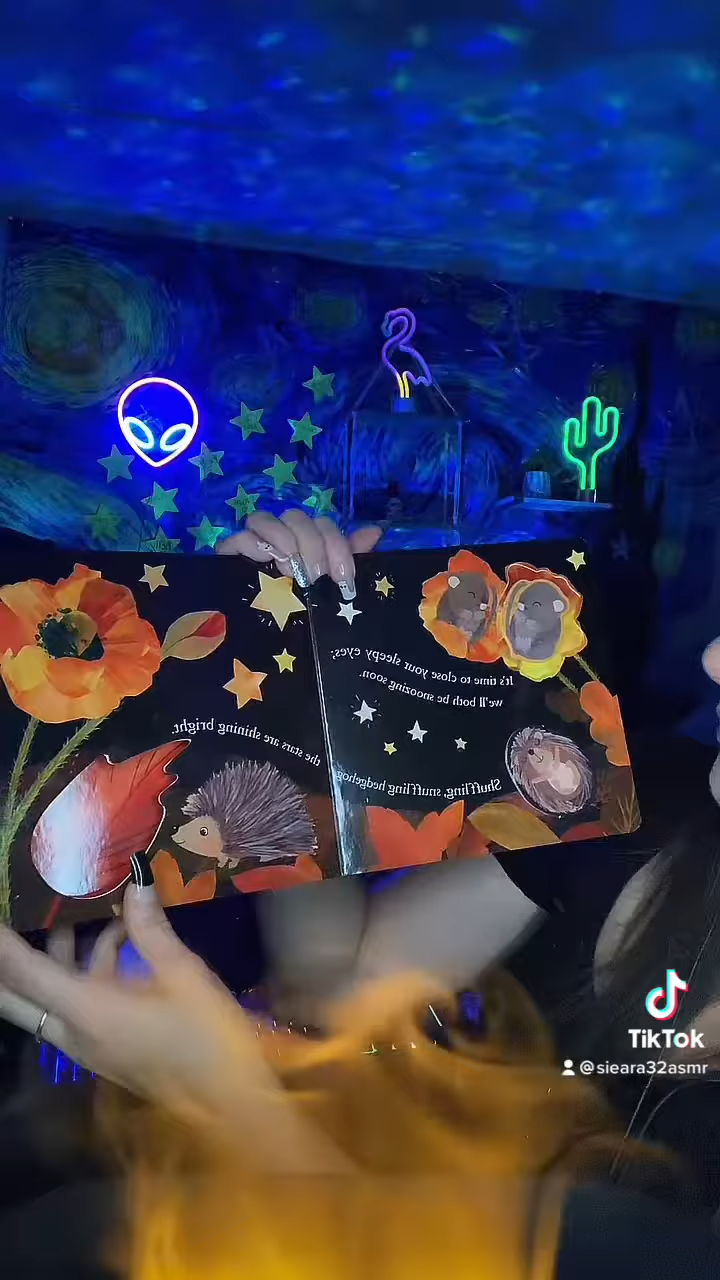 It's time to close your sleepy eyes;
we'll both be snoozing soon.
Shuffling, snuffling hedgehog
the stars are shining bright.
TikTok
@sieara32asmr